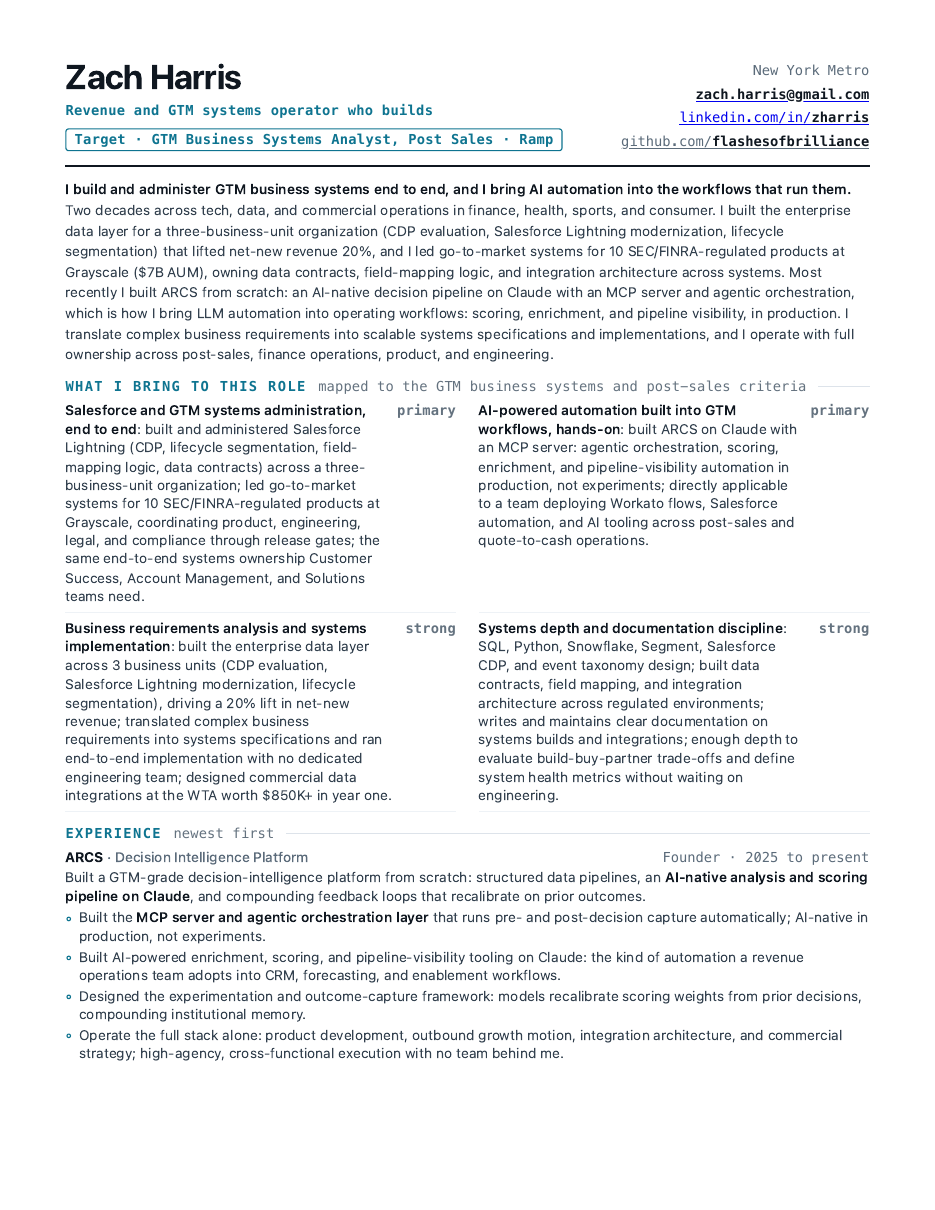 Zach Harris
Revenue and GTM systems operator who builds
Target · GTM Business Systems Analyst, Post Sales · Ramp
New York Metro
zach.harris@gmail.com
linkedin.com/in/zharris
github.com/flashesofbrilliance
I build and administer GTM business systems end to end, and I bring AI automation into the workflows that run them.
Two decades across tech, data, and commercial operations in finance, health, sports, and consumer. I built the enterprise
data layer for a three-business-unit organization (CDP evaluation, Salesforce Lightning modernization, lifecycle
segmentation) that lifted net-new revenue 20%, and I led go-to-market systems for 10 SEC/FINRA-regulated products at
Grayscale ($7B AUM), owning data contracts, field-mapping logic, and integration architecture across systems. Most
recently I built ARCS from scratch: an AI-native decision pipeline on Claude with an MCP server and agentic orchestration,
which is how I bring LLM automation into operating workflows: scoring, enrichment, and pipeline visibility, in production. I
translate complex business requirements into scalable systems specifications and implementations, and I operate with full
ownership across post-sales, finance operations, product, and engineering.
WHAT I BRING TO THIS ROLE mapped to the GTM business systems and post-sales criteria
Salesforce and GTM systems administration, primary
end to end: built and administered Salesforce
Lightning (CDP, lifecycle segmentation, field-
mapping logic, data contracts) across a three-
business-unit organization; led go-to-market
systems for 10 SEC/FINRA-regulated products at
Grayscale, coordinating product, engineering,
legal, and compliance through release gates; the
same end-to-end systems ownership Customer
Success, Account Management, and Solutions
teams need.
AI-powered automation built into GTM primary
workflows, hands-on: built ARCS on Claude with
an MCP server: agentic orchestration, scoring,
enrichment, and pipeline-visibility automation in
production, not experiments; directly applicable
to a team deploying Workato flows, Salesforce
automation, and AI tooling across post-sales and
quote-to-cash operations.
Business requirements analysis and systems strong
implementation: built the enterprise data layer
across 3 business units (CDP evaluation,
Salesforce Lightning modernization, lifecycle
segmentation), driving a 20% lift in net-new
revenue; translated complex business
requirements into systems specifications and ran
end-to-end implementation with no dedicated
engineering team; designed commercial data
integrations at the WTA worth $850K+ in year one.
Systems depth and documentation discipline: strong
SQL, Python, Snowflake, Segment, Salesforce
CDP, and event taxonomy design; built data
contracts, field mapping, and integration
architecture across regulated environments;
writes and maintains clear documentation on
systems builds and integrations; enough depth to
evaluate build-buy-partner trade-offs and define
system health metrics without waiting on
engineering.
EXPERIENCE newest first
ARCS · Decision Intelligence Platform Founder · 2025 to present
Built a GTM-grade decision-intelligence platform from scratch: structured data pipelines, an AI-native analysis and scoring
pipeline on Claude, and compounding feedback loops that recalibrate on prior outcomes.
Built the MCP server and agentic orchestration layer that runs pre- and post-decision capture automatically; AI-native in
production, not experiments.
Built AI-powered enrichment, scoring, and pipeline-visibility tooling on Claude: the kind of automation a revenue
operations team adopts into CRM, forecasting, and enablement workflows.
Designed the experimentation and outcome-capture framework: models recalibrate scoring weights from prior decisions,
compounding institutional memory.
Operate the full stack alone: product development, outbound growth motion, integration architecture, and commercial
strategy; high-agency, cross-functional execution with no team behind me.